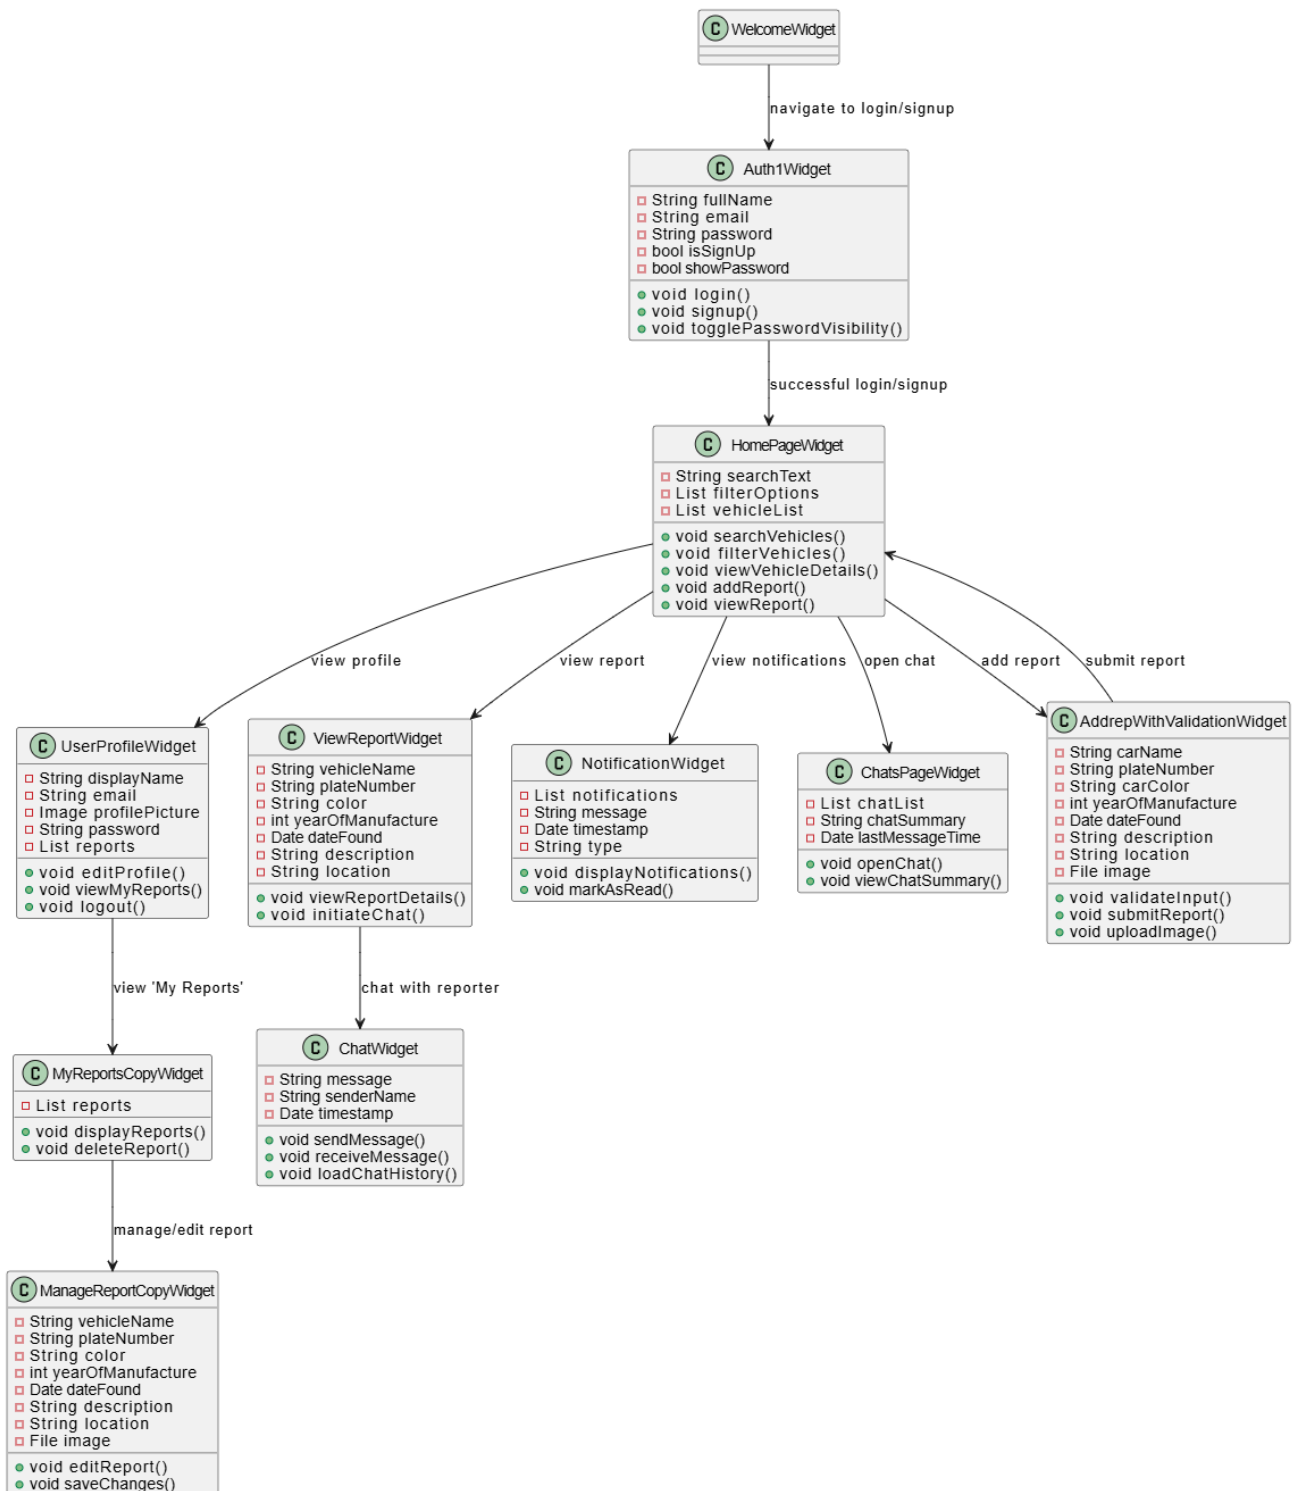 C WelcomeWidget
navigate to login/signup
C Auth1Widget
String fullName
String email
String password
bool isSignUp
bool showPassword
void login()
void signup()
void togglePasswordVisibility()
successful login/signup
C HomePageWidget
String searchText
List filterOptions
List vehicleList
void searchVehicles()
void filterVehicles()
void viewVehicleDetails()
void addReport()
void viewReport()
view profile
view report
view notifications
open chat
add report
submit report
C UserProfileWidget
String displayName
String email
Image profilePicture
String password
List reports
void editProfile()
void viewMyReports()
void logout()
C ViewReportWidget
String vehicleName
String plateNumber
String color
int yearOfManufacture
Date dateFound
String description
String location
void viewReportDetails()
void initiateChat()
C NotificationWidget
List notifications
String message
Date timestamp
String type
void displayNotifications()
void markAsRead()
C ChatsPageWidget
List chatList
String chatSummary
Date lastMessageTime
void openChat()
void viewChatSummary()
C AddrepWithValidationWidget
String carName
String plateNumber
String carColor
int yearOfManufacture
Date dateFound
String description
String location
File image
void validateInput()
void submitReport()
void uploadImage()
view 'My Reports'
chat with reporter
C MyReportsCopyWidget
List reports
void displayReports()
void deleteReport()
C ChatWidget
String message
String senderName
Date timestamp
void sendMessage()
void receiveMessage()
void loadChatHistory()
manage/edit report
C ManageReportCopyWidget
String vehicleName
String plateNumber
String color
int yearOfManufacture
Date dateFound
String description
String location
File image
void editReport()
void saveChanges()